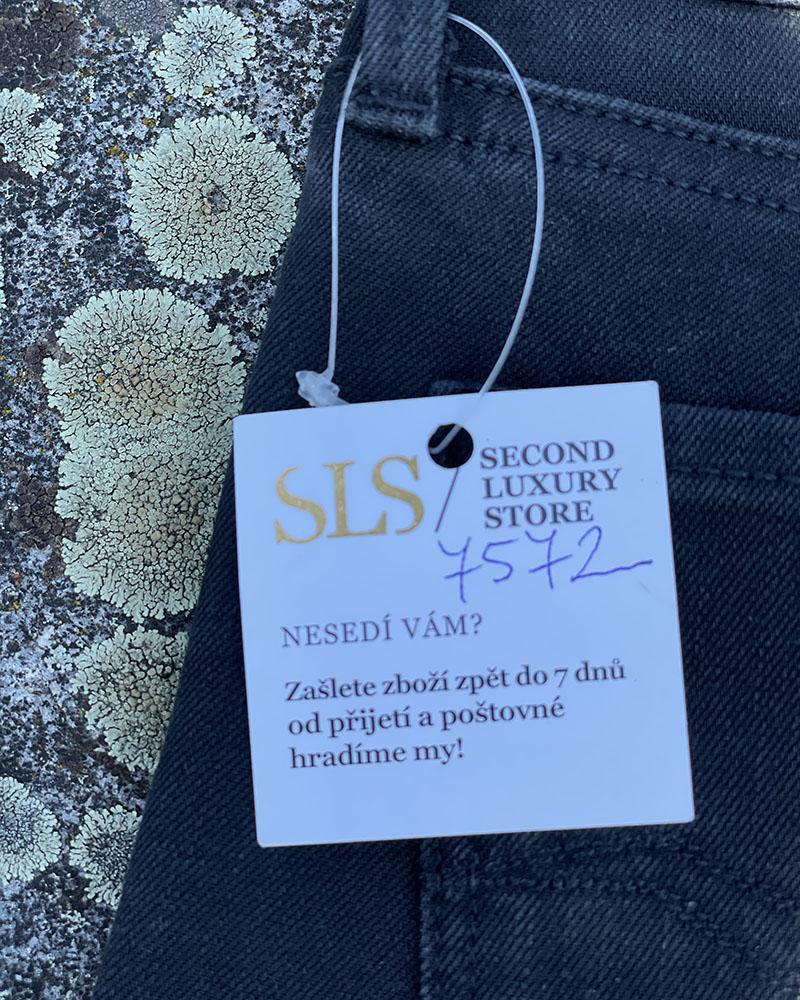 SLS / SECOND
LUXURY
STORE
7572
NESEDÍ VÁM?
Zašlete zboží zpět do 7 dnů
od přijetí a poštovné
hradíme my!